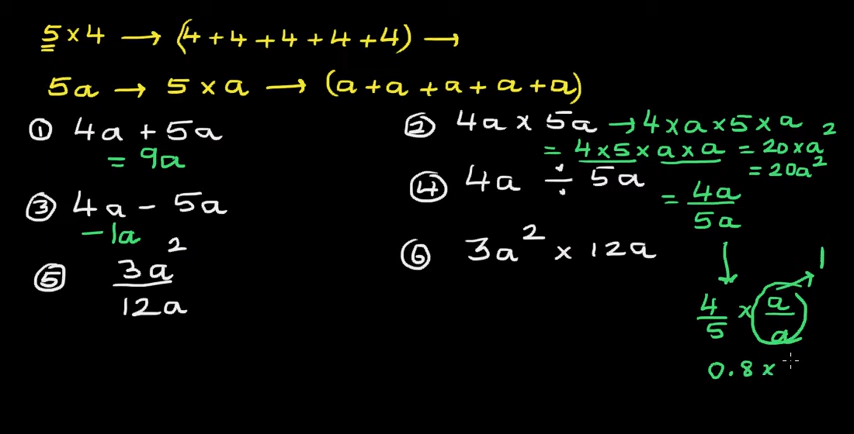 5 × 4 → (4 + 4 + 4 + 4 + 4) →
5a → 5 × a → (a + a + a + a + a)
① 4a + 5a
= 9a
② 4a × 5a → 4 × a × 5 × a
= 4 × 5 × a × a = 20 × a²
= 20a²
③ 4a - 5a
-1a
④ 4a ÷ 5a
= 4a/5a
↓
4/5 × a/a → 1
0.8 ×
⑤ 3a²/12a
⑥ 3a² × 12a